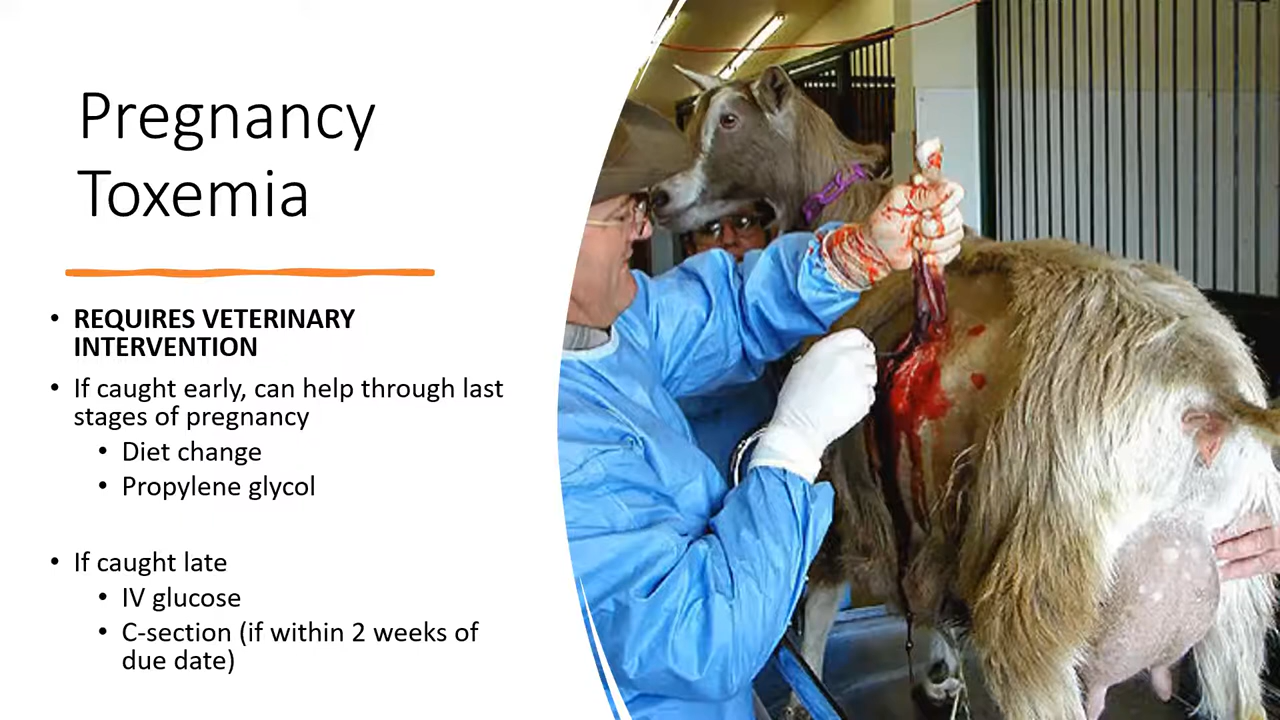 Pregnancy
Toxemia
• REQUIRES VETERINARY
INTERVENTION
• If caught early, can help through last
stages of pregnancy
• Diet change
• Propylene glycol
• If caught late
• IV glucose
• C-section (if within 2 weeks of
due date)